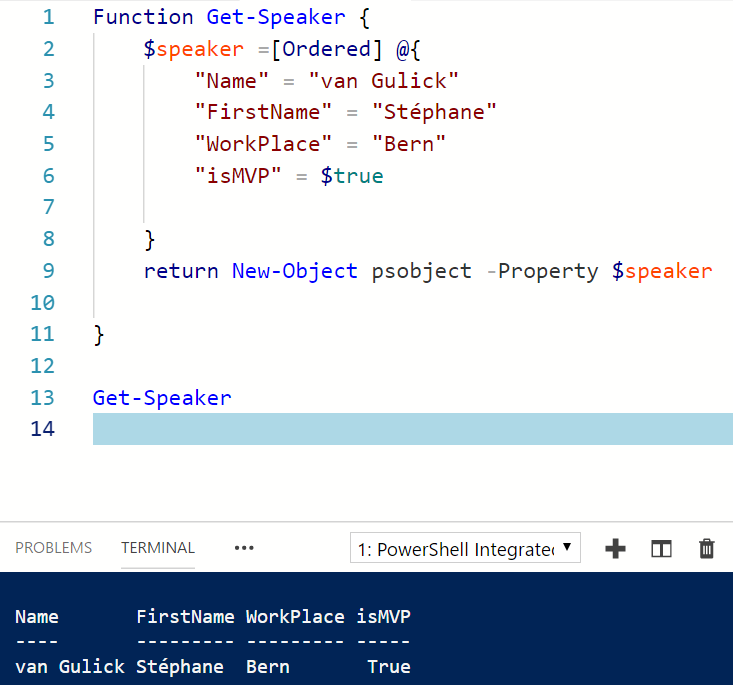 1 Function Get-Speaker {
2 $speaker =[Ordered] @{
3 "Name" = "van Gulick"
4 "FirstName" = "Stéphane"
5 "WorkPlace" = "Bern"
6 "isMVP" = $true
7
8 }
9 return New-Object psobject -Property $speaker
10
11 }
12
13 Get-Speaker
14
PROBLEMS TERMINAL ••• 1: PowerShell Integrated
Name FirstName WorkPlace isMVP
---- --------- --------- -----
van Gulick Stéphane Bern True